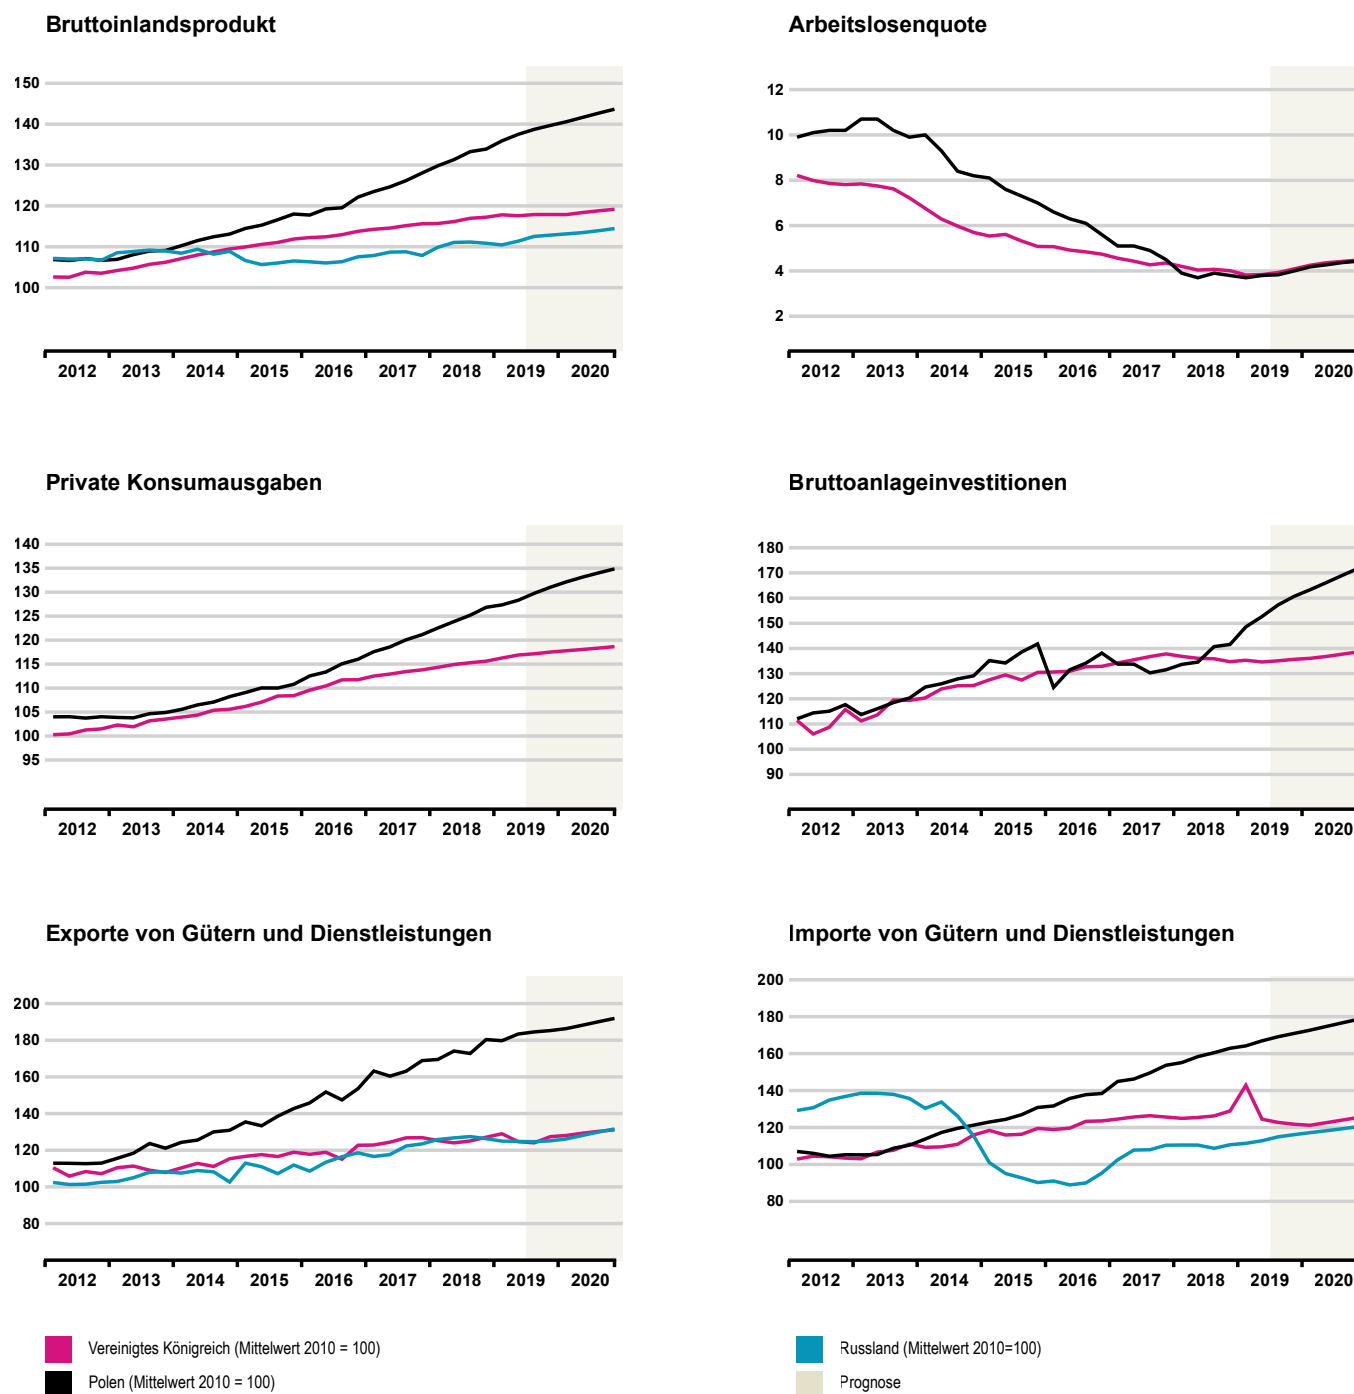 Bruttoinlandsprodukt
150
140
130
120
110
100
2012 2013 2014 2015 2016 2017 2018 2019 2020
Arbeitslosenquote
12
10
8
6
4
2
2012 2013 2014 2015 2016 2017 2018 2019 2020
Private Konsumausgaben
140
135
130
125
120
115
110
105
100
95
2012 2013 2014 2015 2016 2017 2018 2019 2020
Bruttoanlageinvestitionen
180
170
160
150
140
130
120
110
100
90
2012 2013 2014 2015 2016 2017 2018 2019 2020
Exporte von Gütern und Dienstleistungen
200
180
160
140
120
100
80
2012 2013 2014 2015 2016 2017 2018 2019 2020
Importe von Gütern und Dienstleistungen
200
180
160
140
120
100
80
2012 2013 2014 2015 2016 2017 2018 2019 2020
Vereinigtes Königreich (Mittelwert 2010 = 100)
Polen (Mittelwert 2010 = 100)
Russland (Mittelwert 2010=100)
Prognose